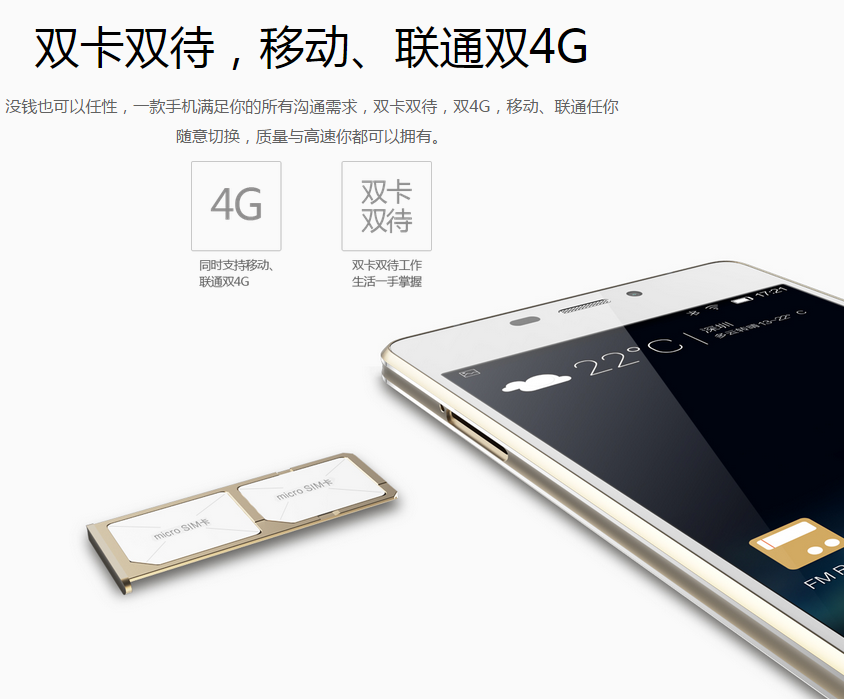 双卡双待，移动、联通双4G
没钱也可以任性，一款手机满足你的所有沟通需求，双卡双待，双4G，移动、联通任你
随意切换，质量与高速你都可以拥有。
4G
双卡
双待
同时支持移动、
联通双4G
双卡双待工作
生活一手掌握
17:21
22°C
深圳
多云转晴 13~22° C
micro SIM卡
micro SIM卡
FM R